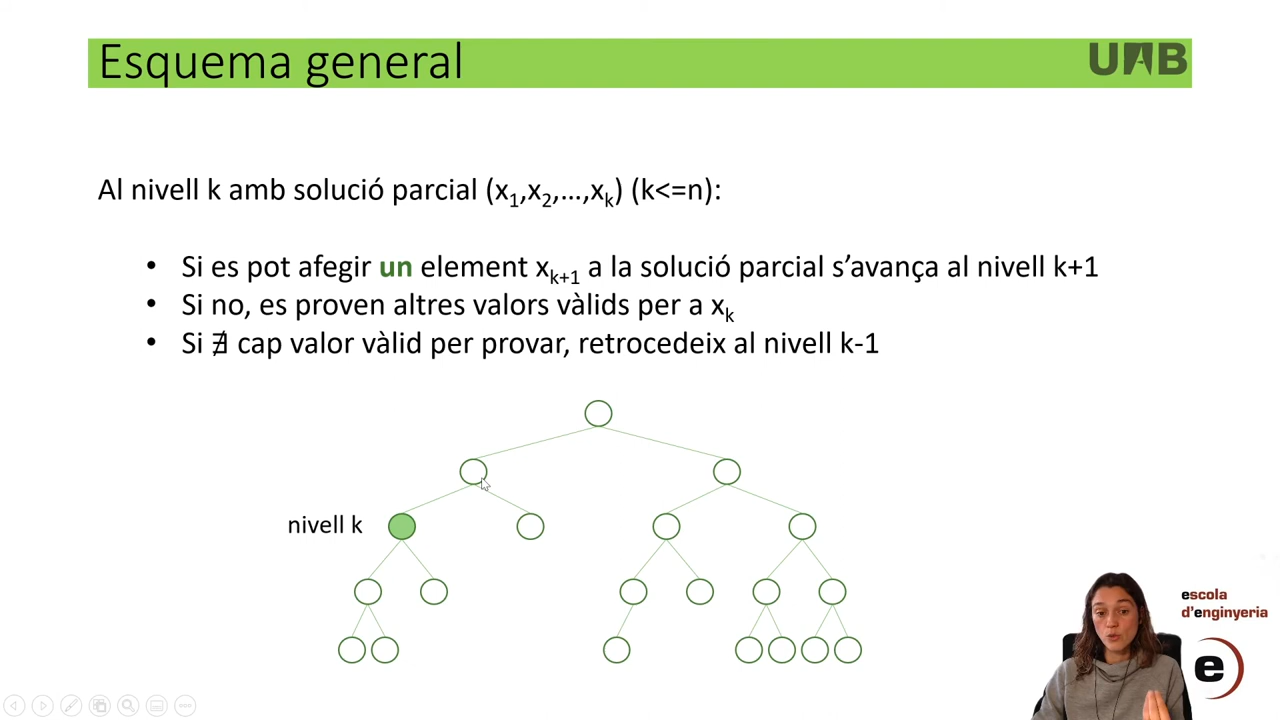 Esquema general
UAB
Al nivell k amb solució parcial (x1,x2,...,xk) (k<=n):
• Si es pot afegir un element xk+1 a la solució parcial s'avança al nivell k+1
• Si no, es proven altres valors vàlids per a xk
• Si ∄ cap valor vàlid per provar, retrocedeix al nivell k-1
nivell k
escola
d'enginyeria
e